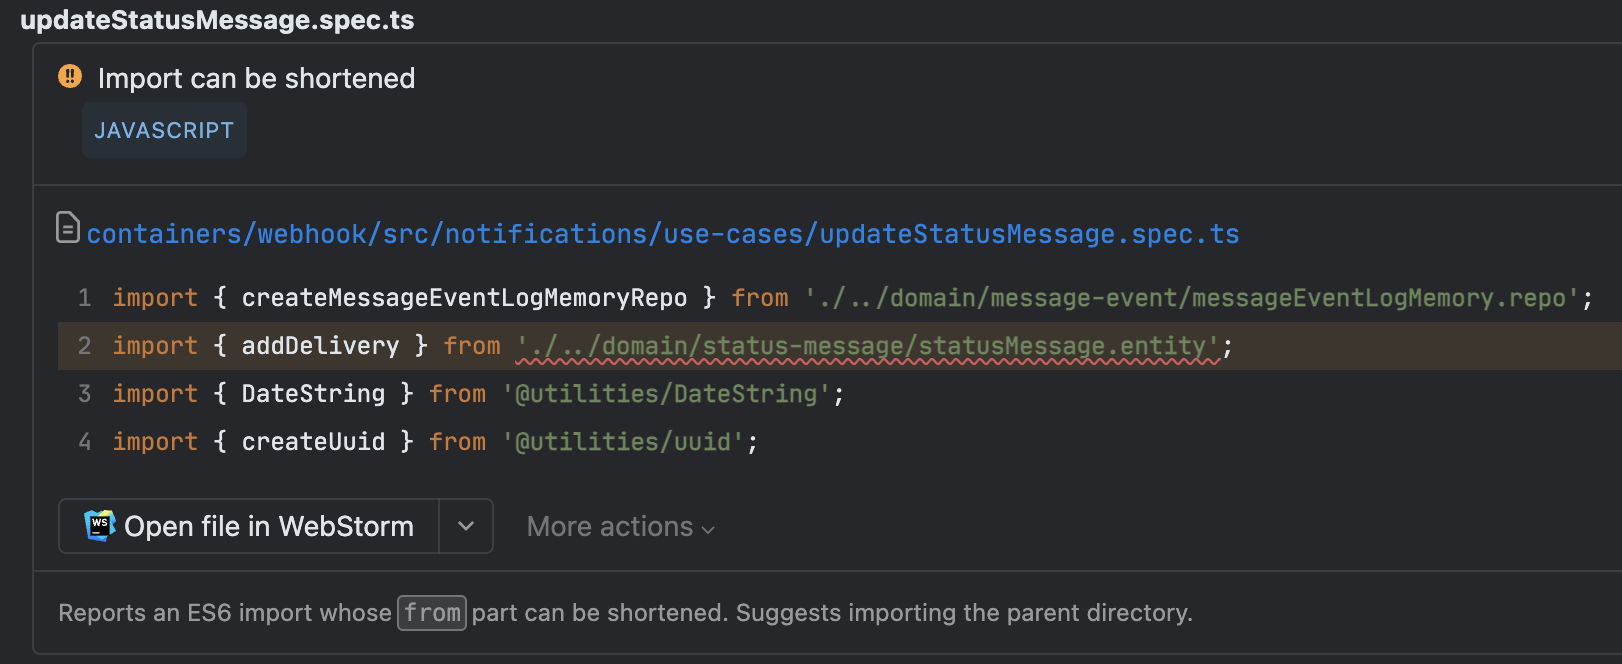 updateStatusMessage.spec.ts
Import can be shortened
JAVASCRIPT
containers/webhook/src/notifications/use-cases/updateStatusMessage.spec.ts
1 import { createMessageEventLogMemoryRepo } from './../domain/message-event/messageEventLogMemory.repo';
2 import { addDelivery } from './../domain/status-message/statusMessage.entity';
3 import { DateString } from '@utilities/DateString';
4 import { createUuid } from '@utilities/uuid';
WS Open file in WebStorm More actions
Reports an ES6 import whose from part can be shortened. Suggests importing the parent directory.